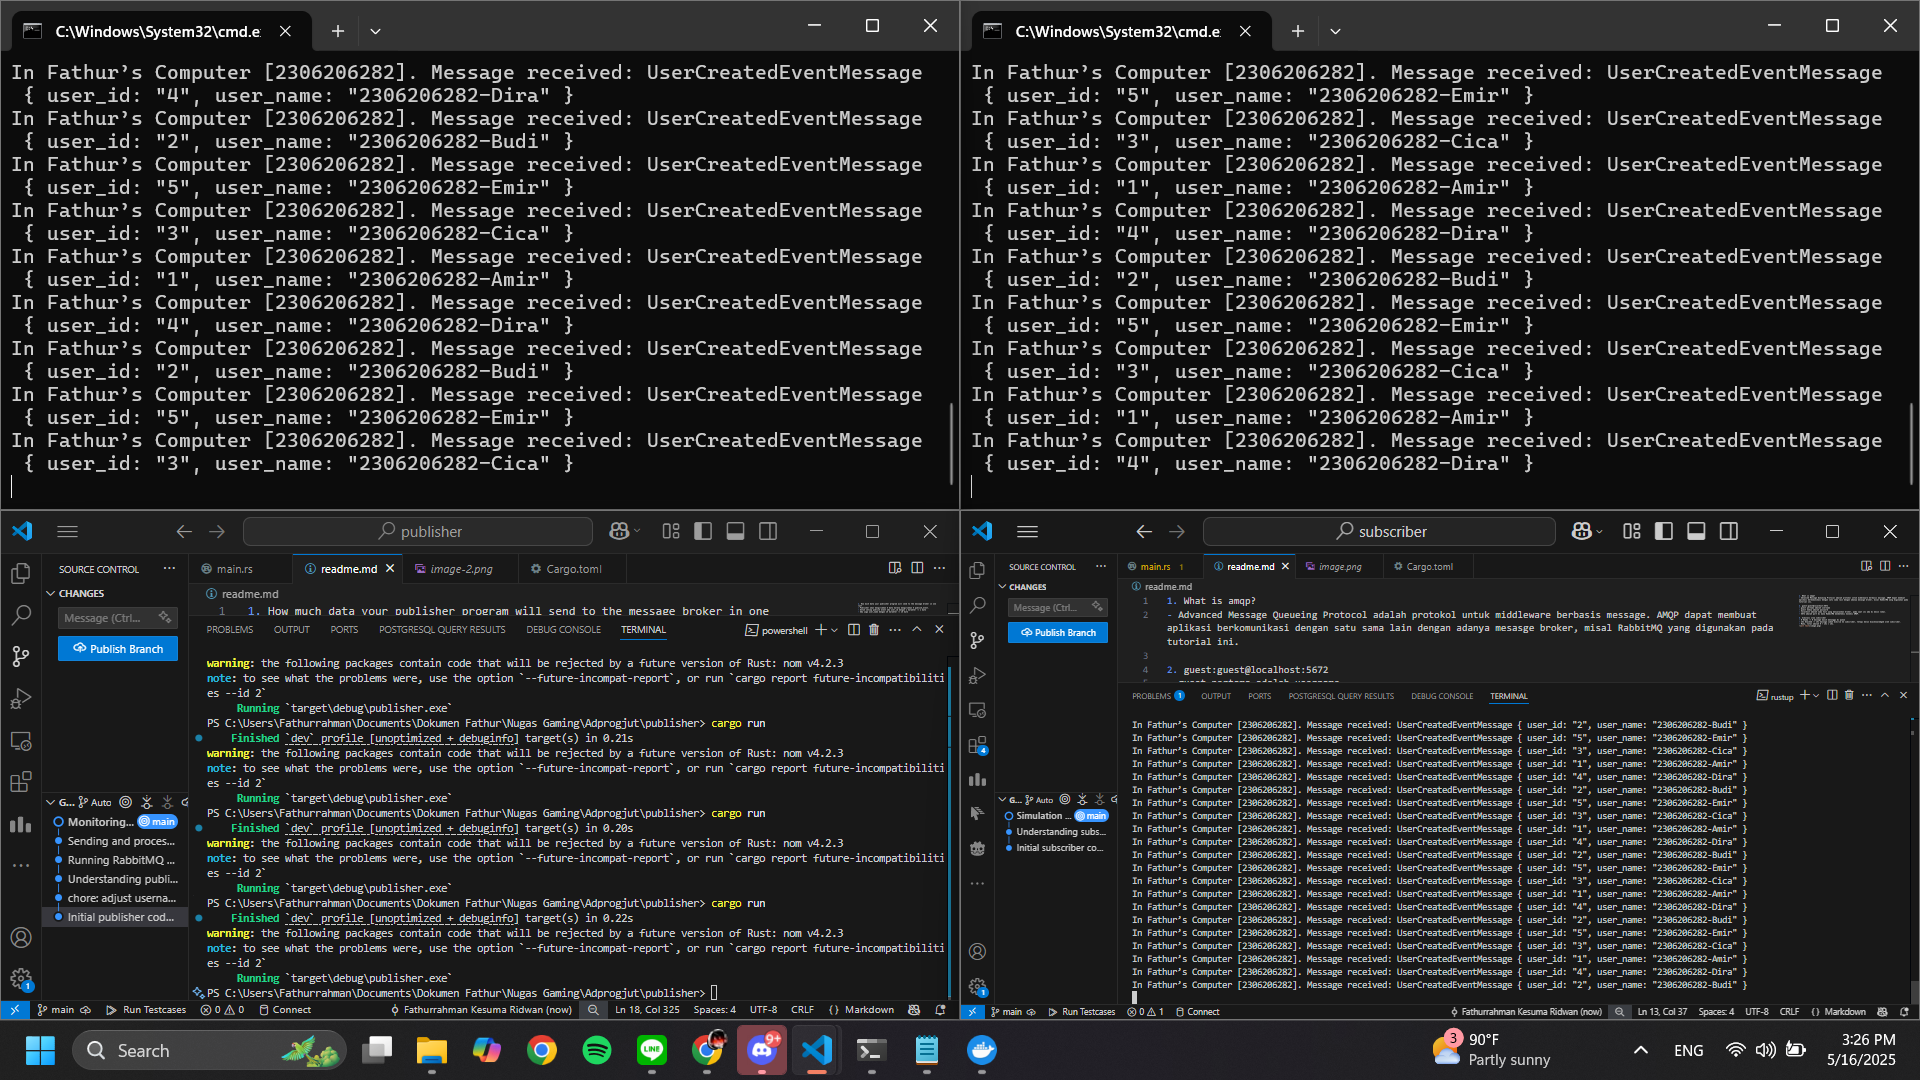 C:\Windows\System32\cmd.e
In Fathur's Computer [2306206282]. Message received: UserCreatedEventMessage
{ user_id: "4", user_name: "2306206282-Dira" }
In Fathur's Computer [2306206282]. Message received: UserCreatedEventMessage
{ user_id: "2", user_name: "2306206282-Budi" }
In Fathur's Computer [2306206282]. Message received: UserCreatedEventMessage
{ user_id: "5", user_name: "2306206282-Emir" }
In Fathur's Computer [2306206282]. Message received: UserCreatedEventMessage
{ user_id: "3", user_name: "2306206282-Cica" }
In Fathur's Computer [2306206282]. Message received: UserCreatedEventMessage
{ user_id: "1", user_name: "2306206282-Amir" }
In Fathur's Computer [2306206282]. Message received: UserCreatedEventMessage
{ user_id: "4", user_name: "2306206282-Dira" }
In Fathur's Computer [2306206282]. Message received: UserCreatedEventMessage
{ user_id: "2", user_name: "2306206282-Budi" }
In Fathur's Computer [2306206282]. Message received: UserCreatedEventMessage
{ user_id: "5", user_name: "2306206282-Emir" }
In Fathur's Computer [2306206282]. Message received: UserCreatedEventMessage
{ user_id: "3", user_name: "2306206282-Cica" }
C:\Windows\System32\cmd.e
In Fathur's Computer [2306206282]. Message received: UserCreatedEventMessage
{ user_id: "5", user_name: "2306206282-Emir" }
In Fathur's Computer [2306206282]. Message received: UserCreatedEventMessage
{ user_id: "3", user_name: "2306206282-Cica" }
In Fathur's Computer [2306206282]. Message received: UserCreatedEventMessage
{ user_id: "1", user_name: "2306206282-Amir" }
In Fathur's Computer [2306206282]. Message received: UserCreatedEventMessage
{ user_id: "4", user_name: "2306206282-Dira" }
In Fathur's Computer [2306206282]. Message received: UserCreatedEventMessage
{ user_id: "2", user_name: "2306206282-Budi" }
In Fathur's Computer [2306206282]. Message received: UserCreatedEventMessage
{ user_id: "5", user_name: "2306206282-Emir" }
In Fathur's Computer [2306206282]. Message received: UserCreatedEventMessage
{ user_id: "3", user_name: "2306206282-Cica" }
In Fathur's Computer [2306206282]. Message received: UserCreatedEventMessage
{ user_id: "1", user_name: "2306206282-Amir" }
In Fathur's Computer [2306206282]. Message received: UserCreatedEventMessage
{ user_id: "4", user_name: "2306206282-Dira" }
publisher
SOURCE CONTROL
CHANGES
Message (Ctrl...
Publish Branch
G... Auto
Monitoring... main
Sending and proces...
Running RabbitMQ ...
Understanding publi...
chore: adjust userna...
Initial publisher cod...
main.rs readme.md image-2.png Cargo.toml
readme.md
1 1. How much data your publisher program will send to the message broker in one
PROBLEMS OUTPUT PORTS POSTGRESQL QUERY RESULTS DEBUG CONSOLE TERMINAL powershell
warning: the following packages contain code that will be rejected by a future version of Rust: nom v4.2.3
note: to see what the problems were, use the option `--future-incompat-report`, or run `cargo report future-incompatibiliti
es --id 2`
Running `target\debug\publisher.exe`
PS C:\Users\Fathurrahman\Documents\Dokumen Fathur\Nugas Gaming\Adprogjut\publisher> cargo run
Finished `dev` profile [unoptimized + debuginfo] target(s) in 0.21s
warning: the following packages contain code that will be rejected by a future version of Rust: nom v4.2.3
note: to see what the problems were, use the option `--future-incompat-report`, or run `cargo report future-incompatibiliti
es --id 2`
Running `target\debug\publisher.exe`
PS C:\Users\Fathurrahman\Documents\Dokumen Fathur\Nugas Gaming\Adprogjut\publisher> cargo run
Finished `dev` profile [unoptimized + debuginfo] target(s) in 0.20s
warning: the following packages contain code that will be rejected by a future version of Rust: nom v4.2.3
note: to see what the problems were, use the option `--future-incompat-report`, or run `cargo report future-incompatibiliti
es --id 2`
Running `target\debug\publisher.exe`
PS C:\Users\Fathurrahman\Documents\Dokumen Fathur\Nugas Gaming\Adprogjut\publisher> cargo run
Finished `dev` profile [unoptimized + debuginfo] target(s) in 0.22s
warning: the following packages contain code that will be rejected by a future version of Rust: nom v4.2.3
note: to see what the problems were, use the option `--future-incompat-report`, or run `cargo report future-incompatibiliti
es --id 2`
Running `target\debug\publisher.exe`
PS C:\Users\Fathurrahman\Documents\Dokumen Fathur\Nugas Gaming\Adprogjut\publisher>
1
main Run Testcases 0 0 Connect Fathurrahman Kesuma Ridwan (now) Ln 18, Col 325 Spaces: 4 UTF-8 CRLF {} Markdown
subscriber
SOURCE CONTROL
CHANGES
Message (Ctrl...
Publish Branch
4
G... Auto
Simulation ... main
Understanding subs...
Initial subscriber co...
main.rs 1 readme.md image.png Cargo.toml
readme.md
1 1. What is amqp?
2 - Advanced Message Queueing Protocol adalah protokol untuk middleware berbasis message. AMQP dapat membuat
aplikasi berkomunikasi dengan satu sama lain dengan adanya mesasge broker, misal RabbitMQ yang digunakan pada
tutorial ini.
3
4 2. guest:guest@localhost:5672
PROBLEMS 1 OUTPUT PORTS POSTGRESQL QUERY RESULTS DEBUG CONSOLE TERMINAL rustup
In Fathur's Computer [2306206282]. Message received: UserCreatedEventMessage { user_id: "2", user_name: "2306206282-Budi" }
In Fathur's Computer [2306206282]. Message received: UserCreatedEventMessage { user_id: "5", user_name: "2306206282-Emir" }
In Fathur's Computer [2306206282]. Message received: UserCreatedEventMessage { user_id: "3", user_name: "2306206282-Cica" }
In Fathur's Computer [2306206282]. Message received: UserCreatedEventMessage { user_id: "1", user_name: "2306206282-Amir" }
In Fathur's Computer [2306206282]. Message received: UserCreatedEventMessage { user_id: "4", user_name: "2306206282-Dira" }
In Fathur's Computer [2306206282]. Message received: UserCreatedEventMessage { user_id: "2", user_name: "2306206282-Budi" }
In Fathur's Computer [2306206282]. Message received: UserCreatedEventMessage { user_id: "5", user_name: "2306206282-Emir" }
In Fathur's Computer [2306206282]. Message received: UserCreatedEventMessage { user_id: "3", user_name: "2306206282-Cica" }
In Fathur's Computer [2306206282]. Message received: UserCreatedEventMessage { user_id: "1", user_name: "2306206282-Amir" }
In Fathur's Computer [2306206282]. Message received: UserCreatedEventMessage { user_id: "4", user_name: "2306206282-Dira" }
In Fathur's Computer [2306206282]. Message received: UserCreatedEventMessage { user_id: "2", user_name: "2306206282-Budi" }
In Fathur's Computer [2306206282]. Message received: UserCreatedEventMessage { user_id: "5", user_name: "2306206282-Emir" }
In Fathur's Computer [2306206282]. Message received: UserCreatedEventMessage { user_id: "3", user_name: "2306206282-Cica" }
In Fathur's Computer [2306206282]. Message received: UserCreatedEventMessage { user_id: "1", user_name: "2306206282-Amir" }
In Fathur's Computer [2306206282]. Message received: UserCreatedEventMessage { user_id: "4", user_name: "2306206282-Dira" }
In Fathur's Computer [2306206282]. Message received: UserCreatedEventMessage { user_id: "2", user_name: "2306206282-Budi" }
In Fathur's Computer [2306206282]. Message received: UserCreatedEventMessage { user_id: "5", user_name: "2306206282-Emir" }
In Fathur's Computer [2306206282]. Message received: UserCreatedEventMessage { user_id: "3", user_name: "2306206282-Cica" }
In Fathur's Computer [2306206282]. Message received: UserCreatedEventMessage { user_id: "1", user_name: "2306206282-Amir" }
In Fathur's Computer [2306206282]. Message received: UserCreatedEventMessage { user_id: "4", user_name: "2306206282-Dira" }
In Fathur's Computer [2306206282]. Message received: UserCreatedEventMessage { user_id: "2", user_name: "2306206282-Budi" }
1
main Run Testcases 0 1 Connect Fathurrahman Kesuma Ridwan (now) Ln 13, Col 37 Spaces: 4 UTF-8 CRLF {} Markdown
Search
LINE
9+
3
90°F
Partly sunny
ENG
3:26 PM
5/16/2025